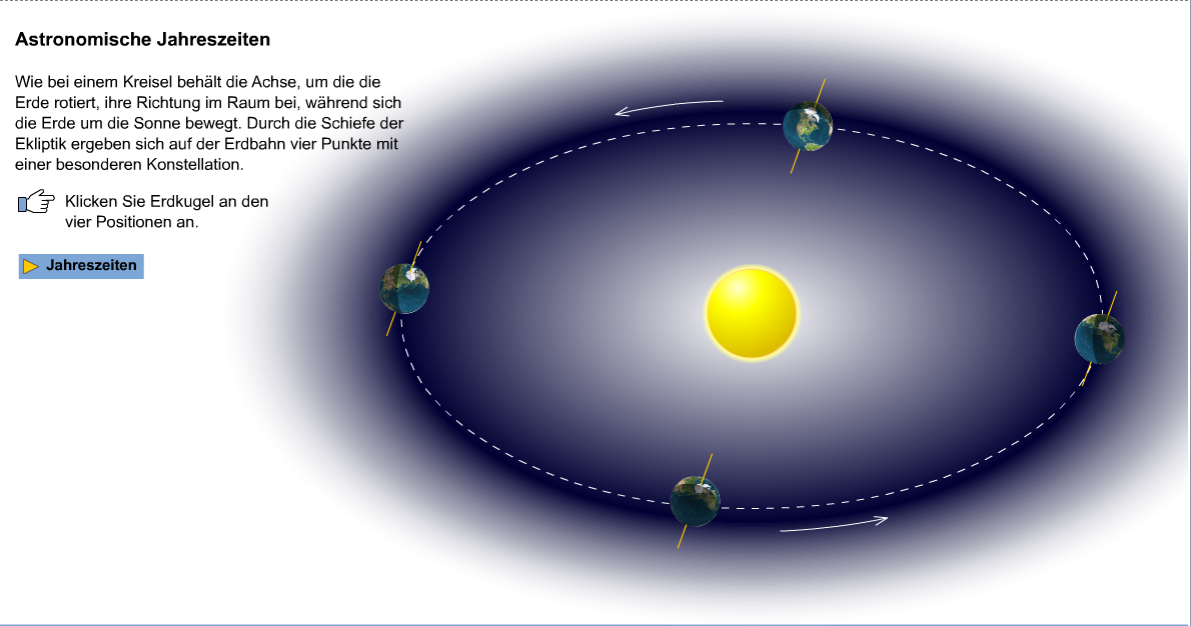 Astronomische Jahreszeiten
Wie bei einem Kreisel behält die Achse, um die die
Erde rotiert, ihre Richtung im Raum bei, während sich
die Erde um die Sonne bewegt. Durch die Schiefe der
Ekliptik ergeben sich auf der Erdbahn vier Punkte mit
einer besonderen Konstellation.
Klicken Sie Erdkugel an den
vier Positionen an.
Jahreszeiten